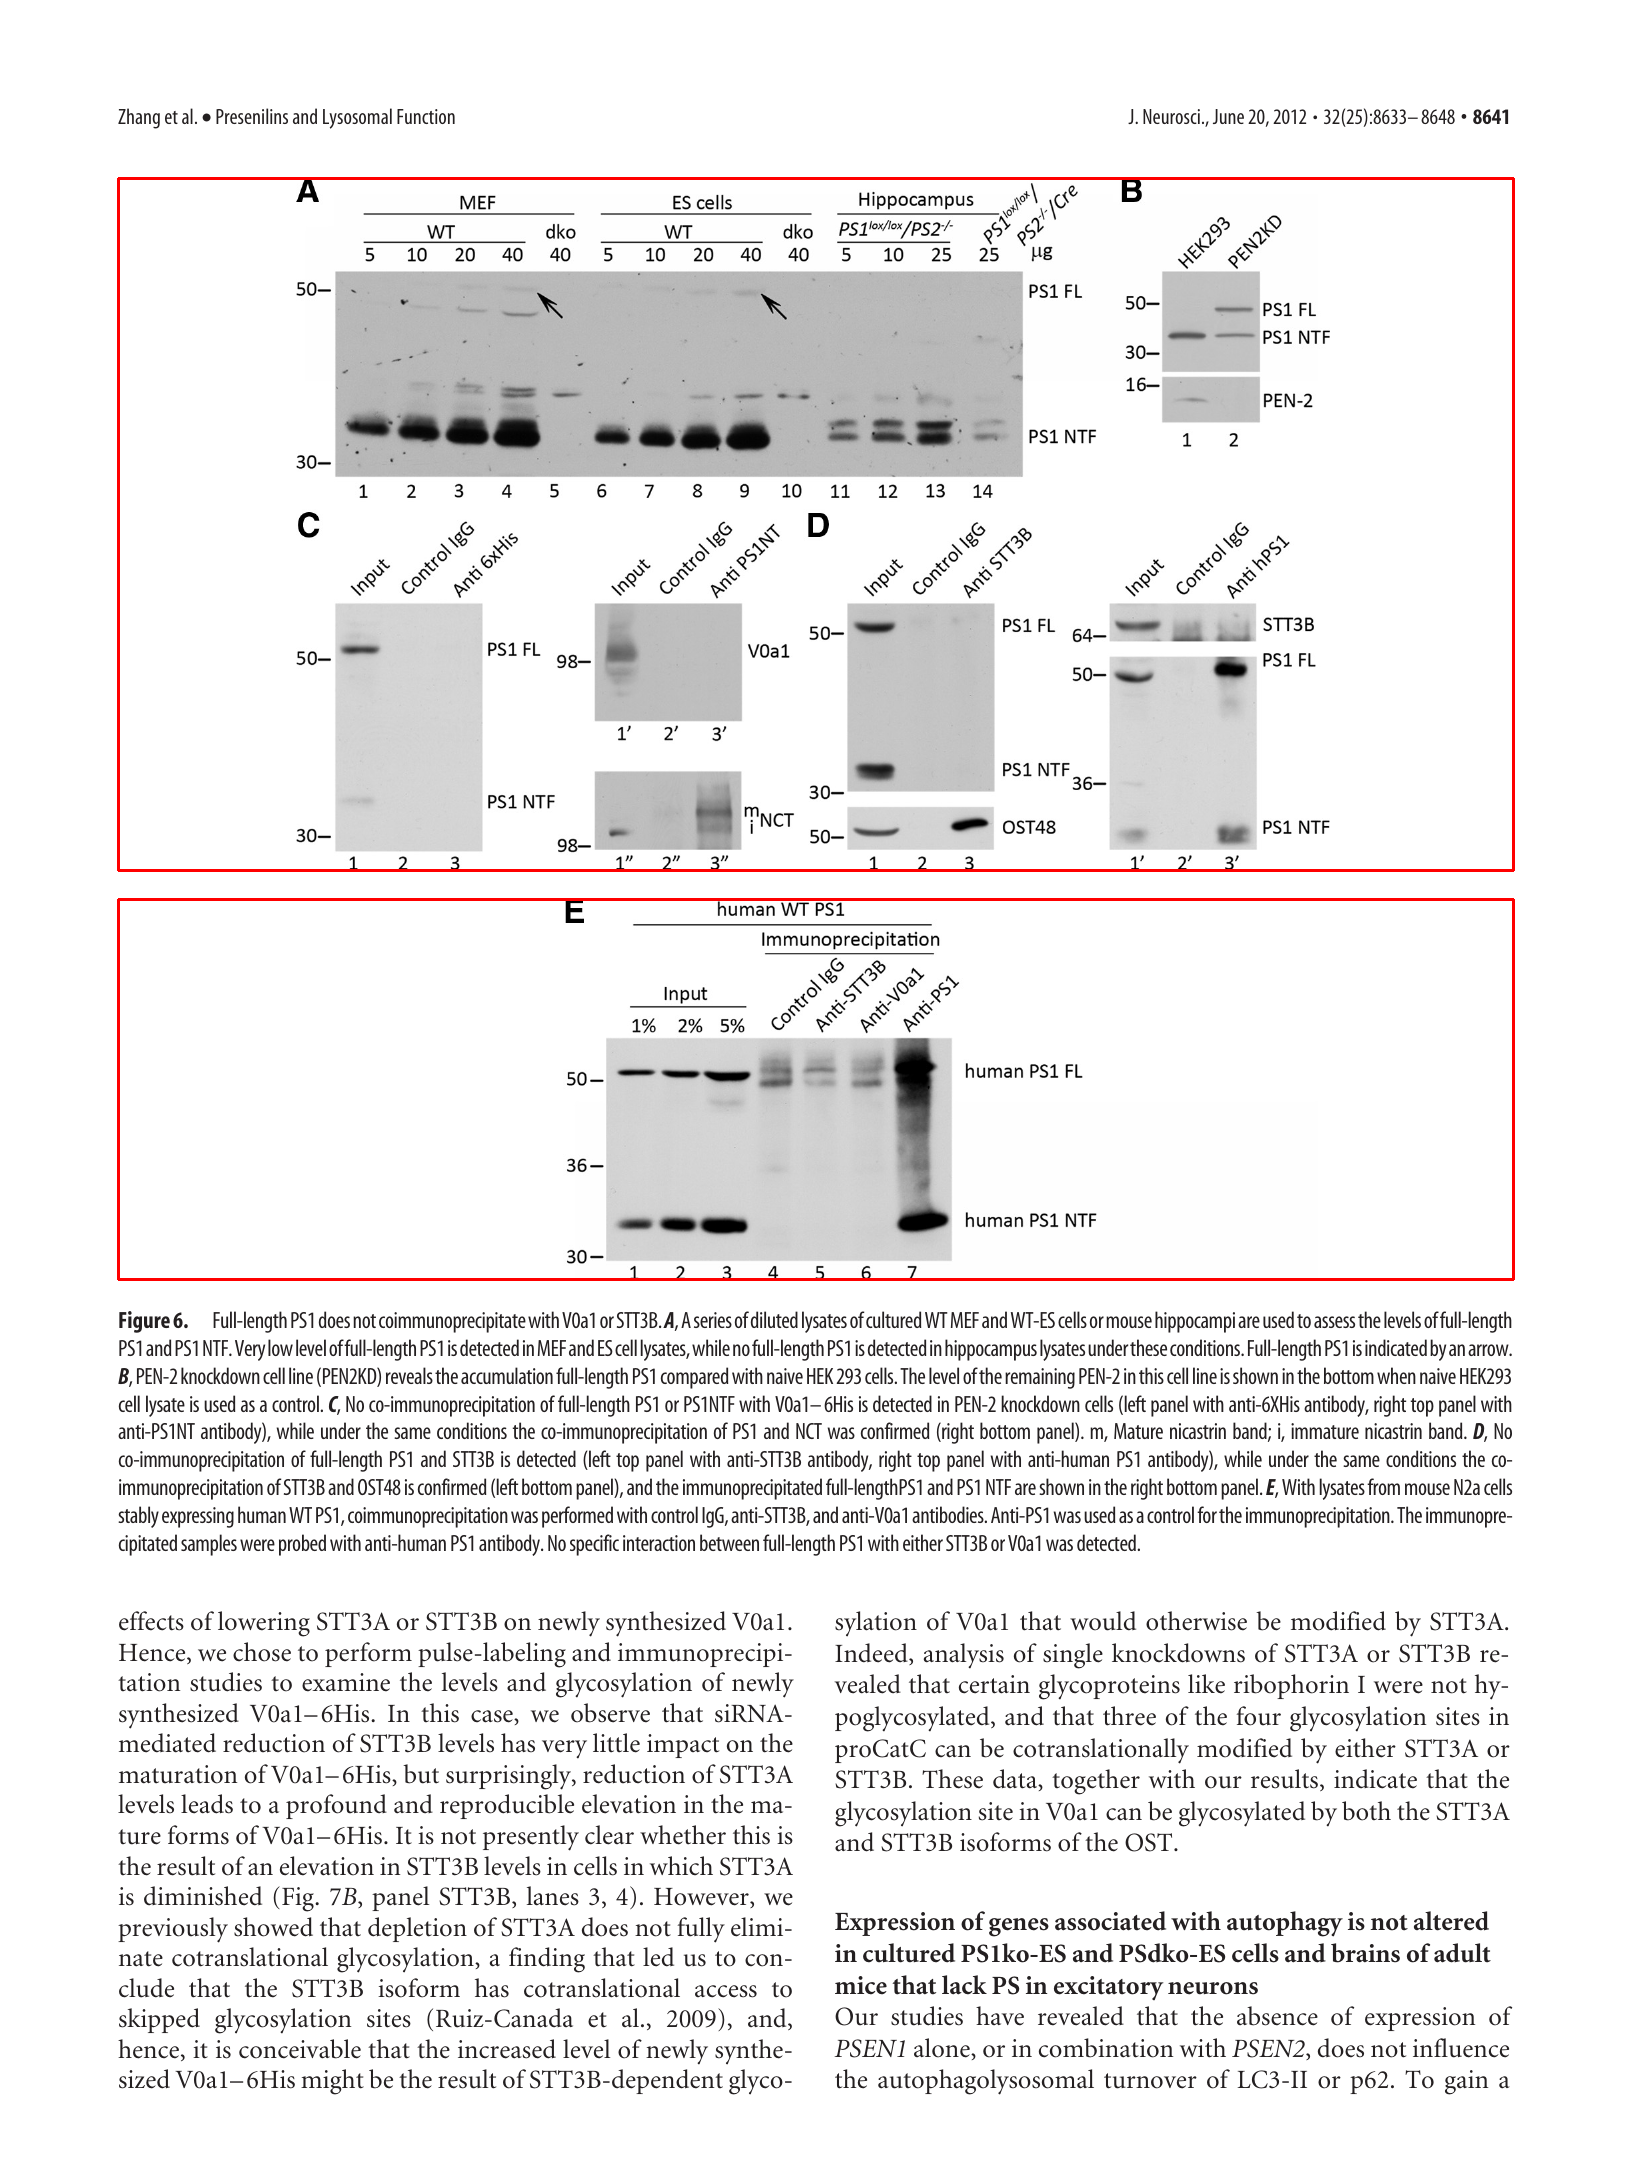 Zhang et al. • Presenilins and Lysosomal Function
J. Neurosci., June 20, 2012 • 32(25):8633–8648 • 8641
A
MEF
ES cells
Hippocampus
PS1lox/lox/
PS2-/-/Cre
WT
dko
WT
dko
PS1lox/lox/PS2-/-
5 10 20 40 40 5 10 20 40 40 5 10 25 25 µg
50
30
PS1 FL
PS1 NTF
1 2 3 4 5 6 7 8 9 10 11 12 13 14
B
HEK293
PEN2KD
50
30
16
PS1 FL
PS1 NTF
PEN-2
1 2
C
Input
Control IgG
Anti 6xHis
50
30
PS1 FL
PS1 NTF
1 2 3
Input
Control IgG
Anti PS1NT
98
V0a1
1′ 2′ 3′
98
m
i
NCT
1″ 2″ 3″
D
Input
Control IgG
Anti STT3B
50
30
PS1 FL
PS1 NTF
50
OST48
1 2 3
Input
Control IgG
Anti hPS1
64
STT3B
50
36
PS1 FL
PS1 NTF
1′ 2′ 3′
E
human WT PS1
Immunoprecipitation
Input
1% 2% 5%
Control IgG
Anti-STT3B
Anti-V0a1
Anti-PS1
50
36
30
human PS1 FL
human PS1 NTF
1 2 3 4 5 6 7
Figure 6. Full-length PS1 does not coimmunoprecipitate with V0a1 or STT3B. A, A series of diluted lysates of cultured WT MEF and WT-ES cells or mouse hippocampi are used to assess the levels of full-length
PS1 and PS1 NTF. Very low level of full-length PS1 is detected in MEF and ES cell lysates, while no full-length PS1 is detected in hippocampus lysates under these conditions. Full-length PS1 is indicated by an arrow.
B, PEN-2 knockdown cell line (PEN2KD) reveals the accumulation full-length PS1 compared with naive HEK 293 cells. The level of the remaining PEN-2 in this cell line is shown in the bottom when naive HEK293
cell lysate is used as a control. C, No co-immunoprecipitation of full-length PS1 or PS1NTF with V0a1–6His is detected in PEN-2 knockdown cells (left panel with anti-6XHis antibody, right top panel with
anti-PS1NT antibody), while under the same conditions the co-immunoprecipitation of PS1 and NCT was confirmed (right bottom panel). m, Mature nicastrin band; i, immature nicastrin band. D, No
co-immunoprecipitation of full-length PS1 and STT3B is detected (left top panel with anti-STT3B antibody, right top panel with anti-human PS1 antibody), while under the same conditions the co-
immunoprecipitation of STT3B and OST48 is confirmed (left bottom panel), and the immunoprecipitated full-lengthPS1 and PS1 NTF are shown in the right bottom panel. E, With lysates from mouse N2a cells
stably expressing human WT PS1, coimmunoprecipitation was performed with control IgG, anti-STT3B, and anti-V0a1 antibodies. Anti-PS1 was used as a control for the immunoprecipitation. The immunopre-
cipitated samples were probed with anti-human PS1 antibody. No specific interaction between full-length PS1 with either STT3B or V0a1 was detected.
effects of lowering STT3A or STT3B on newly synthesized V0a1.
Hence, we chose to perform pulse-labeling and immunoprecipi-
tation studies to examine the levels and glycosylation of newly
synthesized V0a1–6His. In this case, we observe that siRNA-
mediated reduction of STT3B levels has very little impact on the
maturation of V0a1–6His, but surprisingly, reduction of STT3A
levels leads to a profound and reproducible elevation in the ma-
ture forms of V0a1–6His. It is not presently clear whether this is
the result of an elevation in STT3B levels in cells in which STT3A
is diminished (Fig. 7B, panel STT3B, lanes 3, 4). However, we
previously showed that depletion of STT3A does not fully elimi-
nate cotranslational glycosylation, a finding that led us to con-
clude that the STT3B isoform has cotranslational access to
skipped glycosylation sites (Ruiz-Canada et al., 2009), and,
hence, it is conceivable that the increased level of newly synthe-
sized V0a1–6His might be the result of STT3B-dependent glyco-
sylation of V0a1 that would otherwise be modified by STT3A.
Indeed, analysis of single knockdowns of STT3A or STT3B re-
vealed that certain glycoproteins like ribophorin I were not hy-
poglycosylated, and that three of the four glycosylation sites in
proCatC can be cotranslationally modified by either STT3A or
STT3B. These data, together with our results, indicate that the
glycosylation site in V0a1 can be glycosylated by both the STT3A
and STT3B isoforms of the OST.
Expression of genes associated with autophagy is not altered
in cultured PS1ko-ES and PSdko-ES cells and brains of adult
mice that lack PS in excitatory neurons
Our studies have revealed that the absence of expression of
PSEN1 alone, or in combination with PSEN2, does not influence
the autophagolysosomal turnover of LC3-II or p62. To gain a